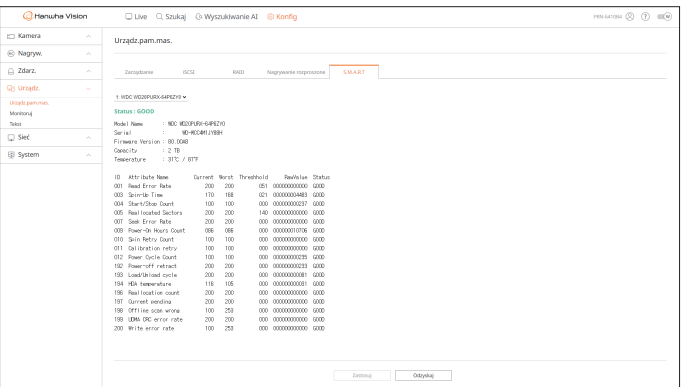 Hanwha Vision
Live Szukaj Wyszukiwanie AI Konfig
PRN-6410B4
Kamera
Nagryw.
Zdarz.
Urządz.
Urządz.pam.mas.
Monitoruj
Tekst
Sieć
System
Urządz.pam.mas.
Zarządzanie iSCSI RAID Nagrywanie rozproszone S.M.A.R.T
1 WDC WD20PURX-64P6ZY0
Status : GOOD
Model Name : WDC WD20PURX-64P6ZY0
Serial : WD-WCC4M1JYB8H
Firmware Version : 80.00A8
Capacity : 2 TB
Temperature : 31℃ / 87℉
ID Attribute Name Current Worst Threshhold RawValue Status
001 Read Error Rate 200 200 051 000000000000 GOOD
003 Spin-Up Time 170 168 021 000000004483 GOOD
004 Start/Stop Count 100 100 000 000000000237 GOOD
005 Reallocated Sectors 200 200 140 000000000000 GOOD
007 Seek Error Rate 200 200 000 000000000000 GOOD
009 Power-On Hours Count 086 086 000 000000010706 GOOD
010 Spin Retry Count 100 100 000 000000000000 GOOD
011 Calibration retry 100 100 000 000000000000 GOOD
012 Power Cycle Count 100 100 000 000000000235 GOOD
192 Power-off retract 200 200 000 000000000233 GOOD
193 Load/Unload cycle 200 200 000 000000000081 GOOD
194 HDA temperature 116 105 000 000000000031 GOOD
196 Reallocation count 200 200 000 000000000000 GOOD
197 Current pending 200 200 000 000000000000 GOOD
198 Offline scan wrong 100 253 000 000000000000 GOOD
199 UDMA CRC error rate 200 200 000 000000000000 GOOD
200 Write error rate 100 253 000 000000000000 GOOD
Zastosuj Odzyskaj